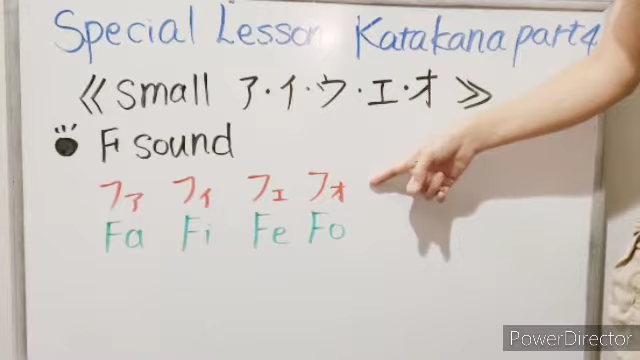 Special Lesson Katakana part4
≪ small ア・イ・ウ・エ・オ ≫
F sound
ファ フィ フェ フォ
Fa Fi Fe Fo
PowerDirector